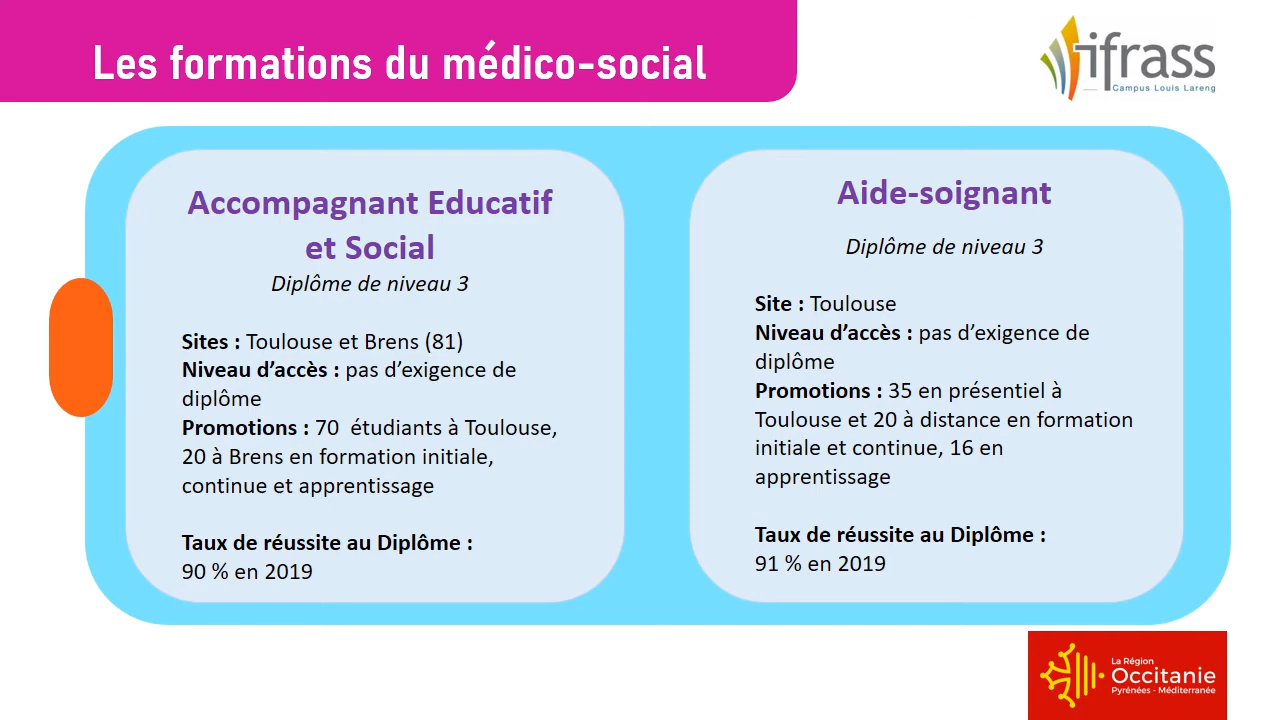 Les formations du médico-social
ifrass
Campus Louis Lareng
Accompagnant Educatif
et Social
Diplôme de niveau 3
Sites : Toulouse et Brens (81)
Niveau d’accès : pas d’exigence de
diplôme
Promotions : 70  étudiants à Toulouse,
20 à Brens en formation initiale,
continue et apprentissage
Taux de réussite au Diplôme :
90 % en 2019
Aide-soignant
Diplôme de niveau 3
Site : Toulouse
Niveau d’accès : pas d’exigence de
diplôme
Promotions : 35 en présentiel à
Toulouse et 20 à distance en formation
initiale et continue, 16 en
apprentissage
Taux de réussite au Diplôme :
91 % en 2019
La Région
Occitanie
Pyrénées - Méditerranée